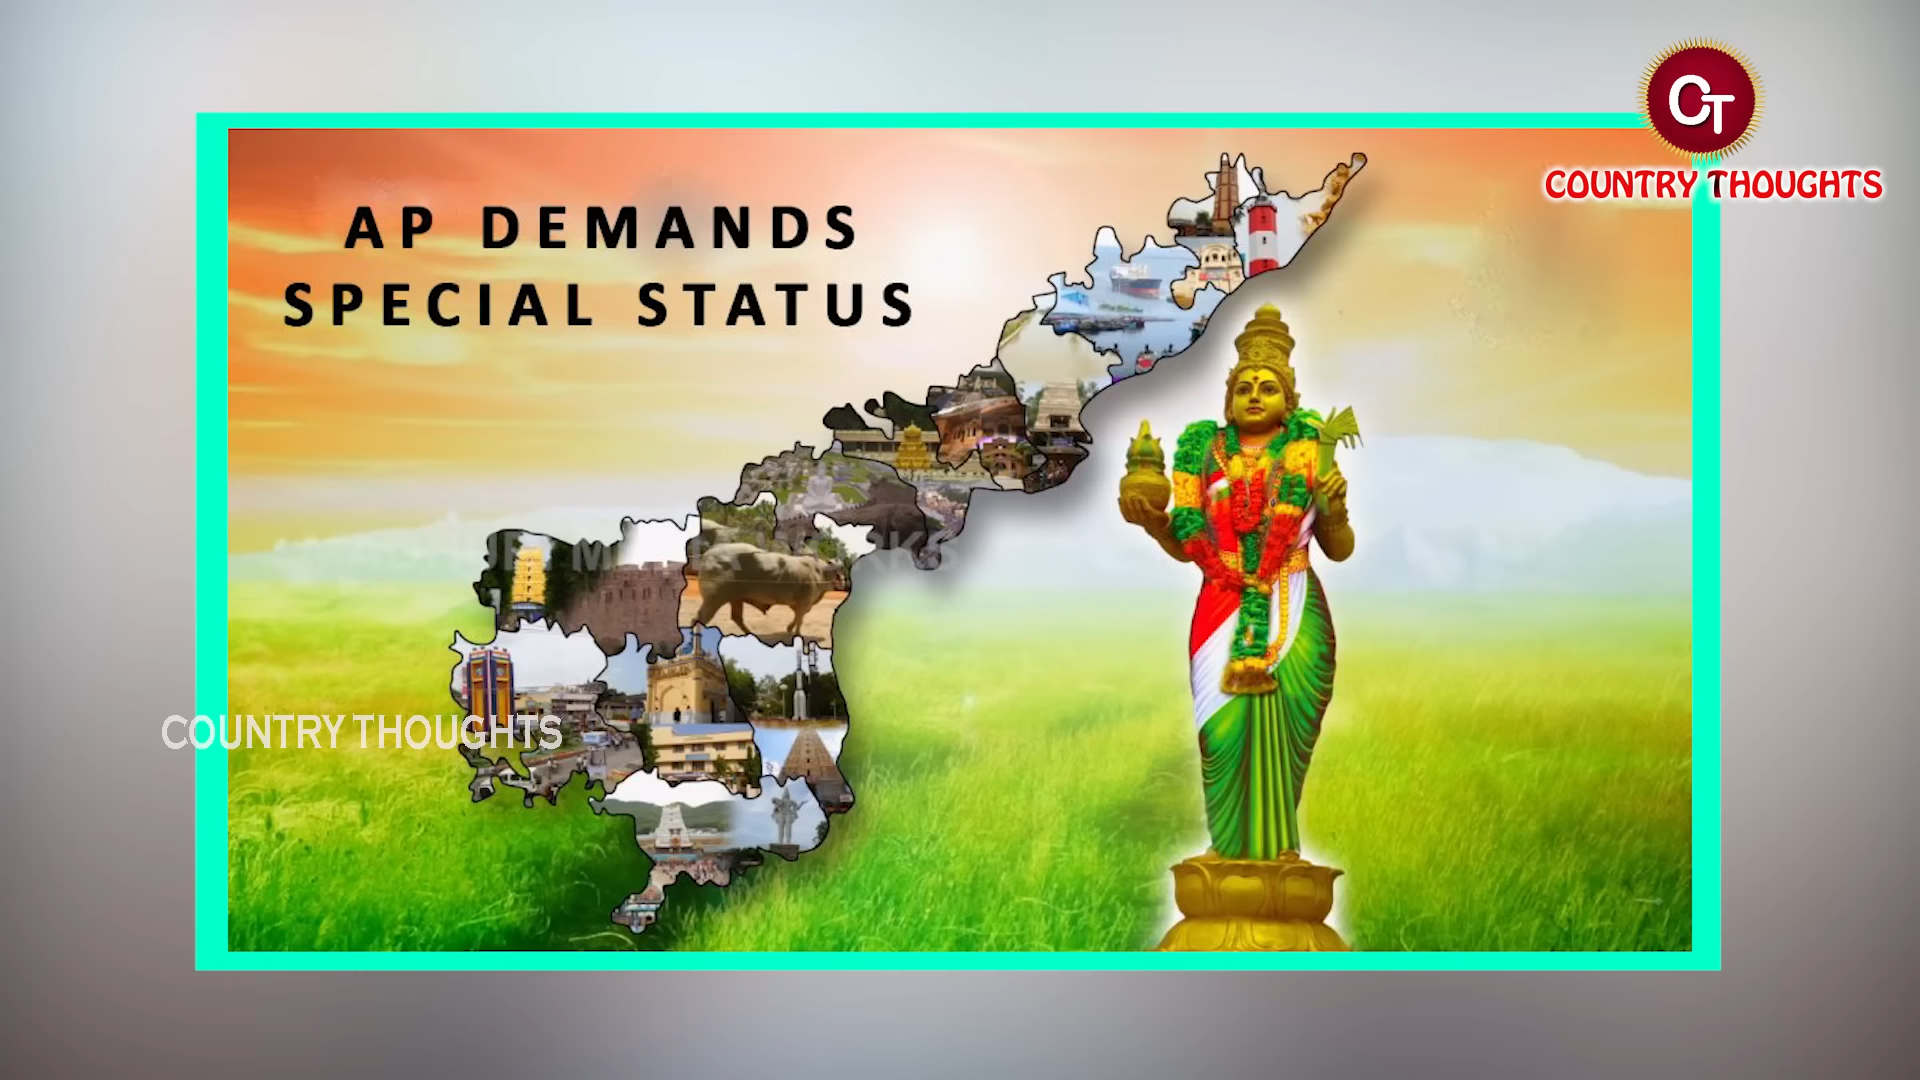 CT
COUNTRY THOUGHTS
AP DEMANDS
SPECIAL STATUS
COUNTRY THOUGHTS